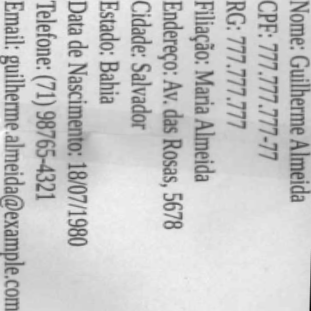 Nome: Guilherme Almeida
CPF: 777.777.777-77
RG: 777.777.777
Filiação: Maria Almeida
Endereço: Av. das Rosas, 5678
Cidade: Salvador
Estado: Bahia
Data de Nascimento: 18/07/1980
Telefone: (71) 98765-4321
Email: guilherme.almeida@example.com